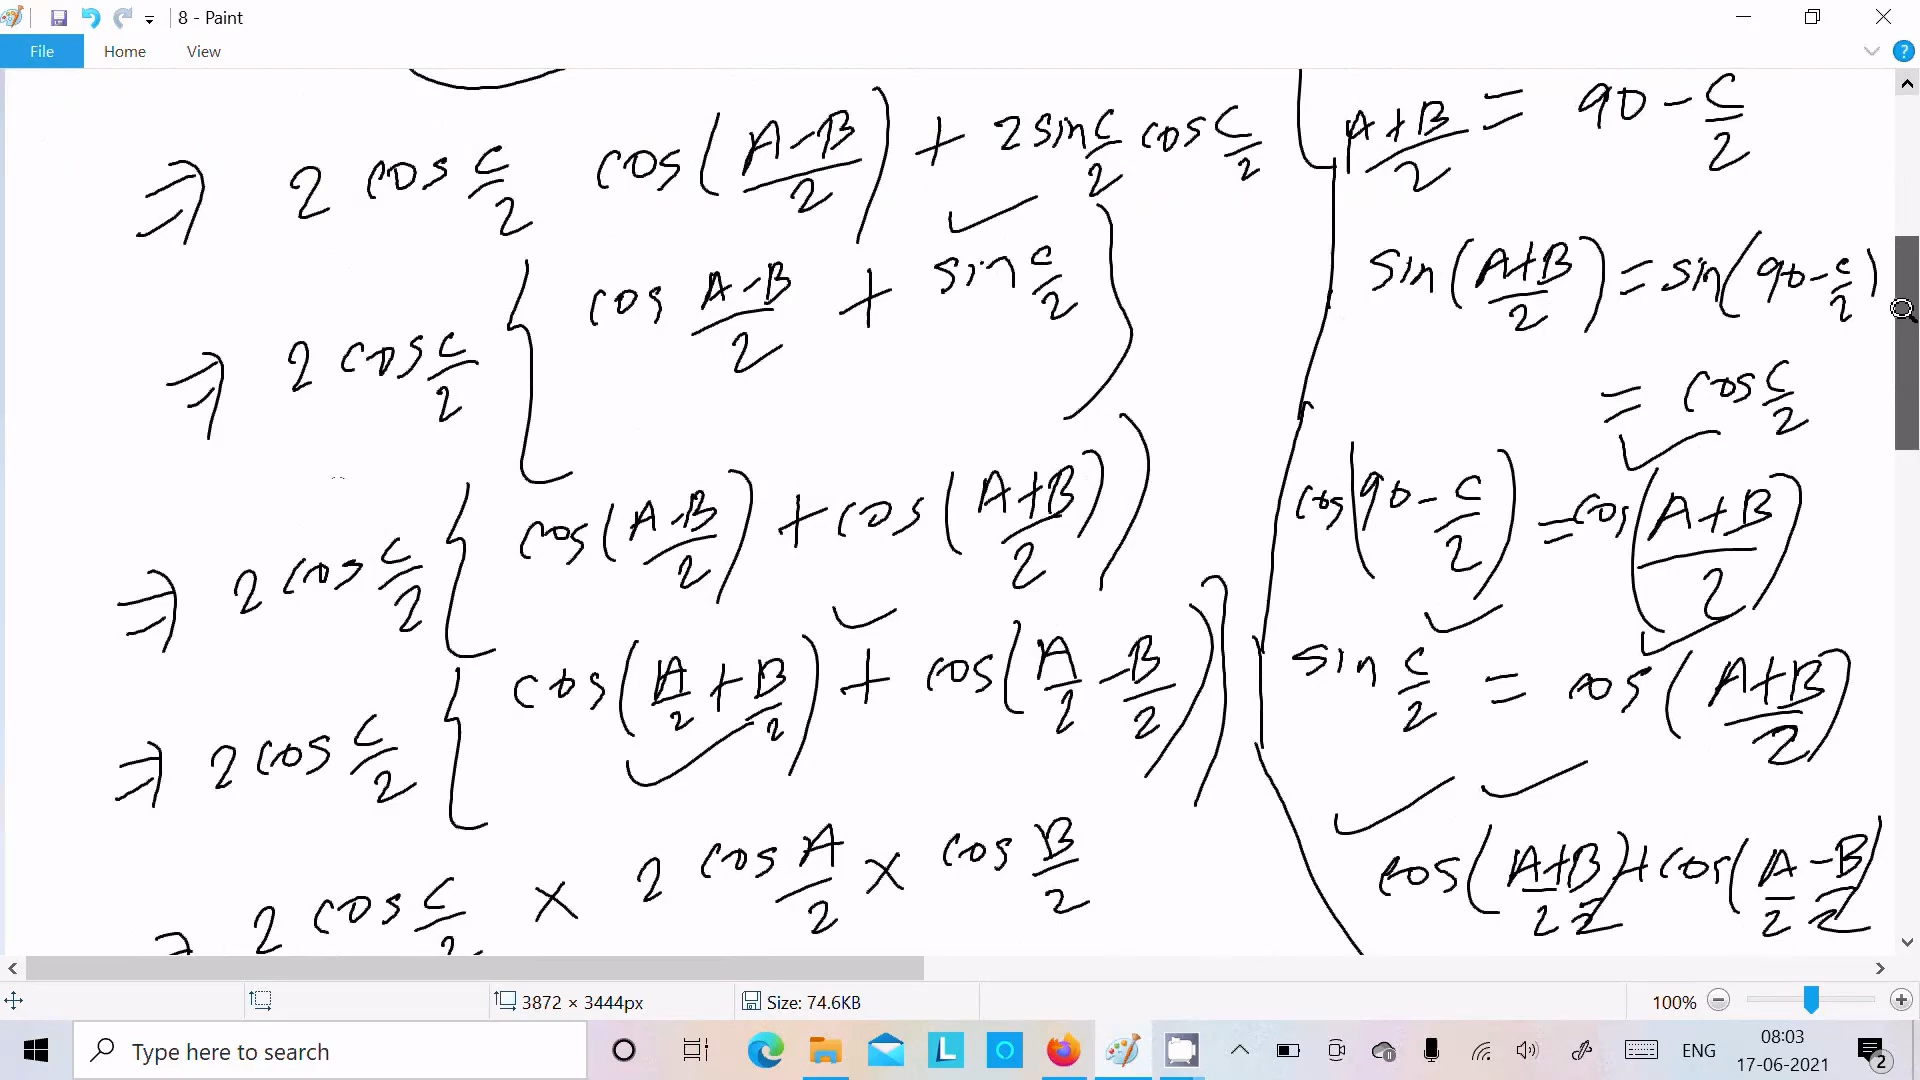 8 - Paint
File Home View
⇒ 2 cos C/2 cos(A-B/2) + 2 sin C/2 cos C/2
⇒ 2 cos C/2 { cos A-B/2 + sin C/2 }
⇒ 2 cos C/2 { cos(A-B/2) + cos(A+B/2) }
⇒ 2 cos C/2 { cos(A/2 + B/2) + cos(A/2 - B/2) }
⇒ 2 cos C/2 × 2 cos A/2 × cos B/2
A+B/2 = 90 - C/2
sin(A+B/2) = sin(90 - C/2)
= cos C/2
cos(90 - C/2) = cos(A+B/2)
sin C/2 = cos(A+B/2)
cos(A/2+B/2) + cos(A/2-B/2)
3872 × 3444px Size: 74.6KB 100%
Type here to search
ENG
08:03
17-06-2021
2